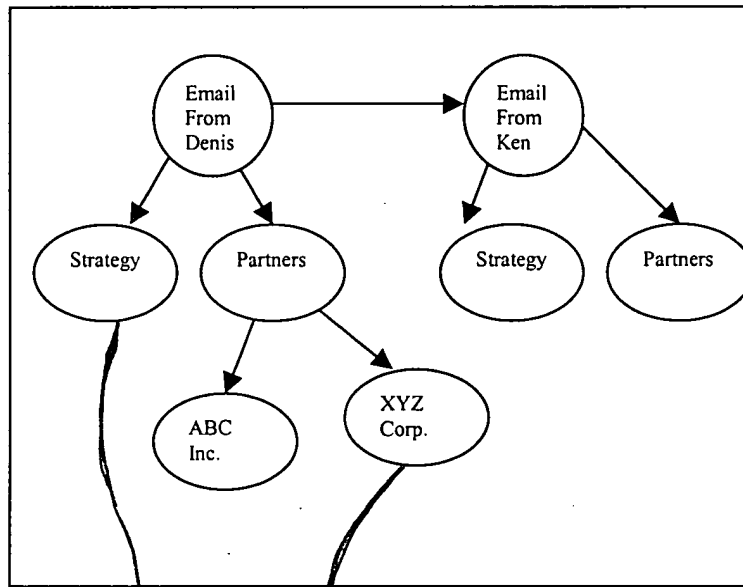 Email
From
Denis
Email
From
Ken
Strategy
Partners
Strategy
Partners
ABC
Inc.
XYZ
Corp.